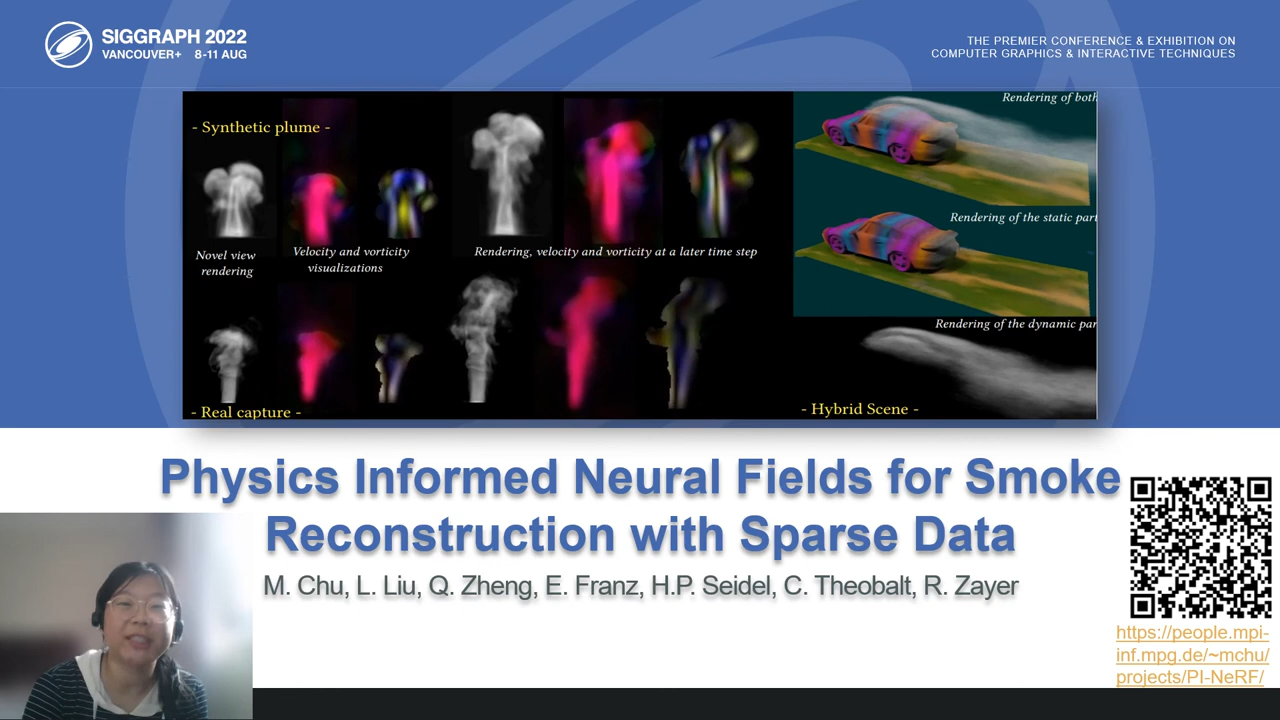 SIGGRAPH 2022
VANCOUVER+ 8-11 AUG
THE PREMIER CONFERENCE & EXHIBITION ON
COMPUTER GRAPHICS & INTERACTIVE TECHNIQUES
- Synthetic plume -
Novel view
rendering
Velocity and vorticity
visualizations
Rendering, velocity and vorticity at a later time step
- Real capture -
Rendering of both
Rendering of the static part
Rendering of the dynamic par
- Hybrid Scene -
Physics Informed Neural Fields for Smoke
Reconstruction with Sparse Data
M. Chu, L. Liu, Q. Zheng, E. Franz, H.P. Seidel, C. Theobalt, R. Zayer
https://people.mpi-
inf.mpg.de/~mchu/
projects/PI-NeRF/